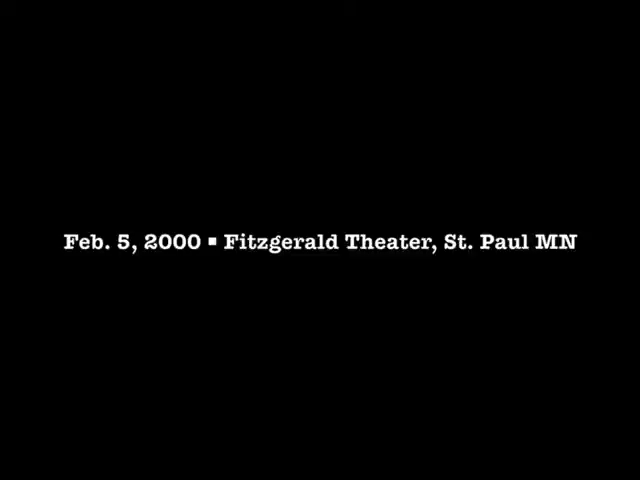 Feb. 5, 2000 ▪ Fitzgerald Theater, St. Paul MN